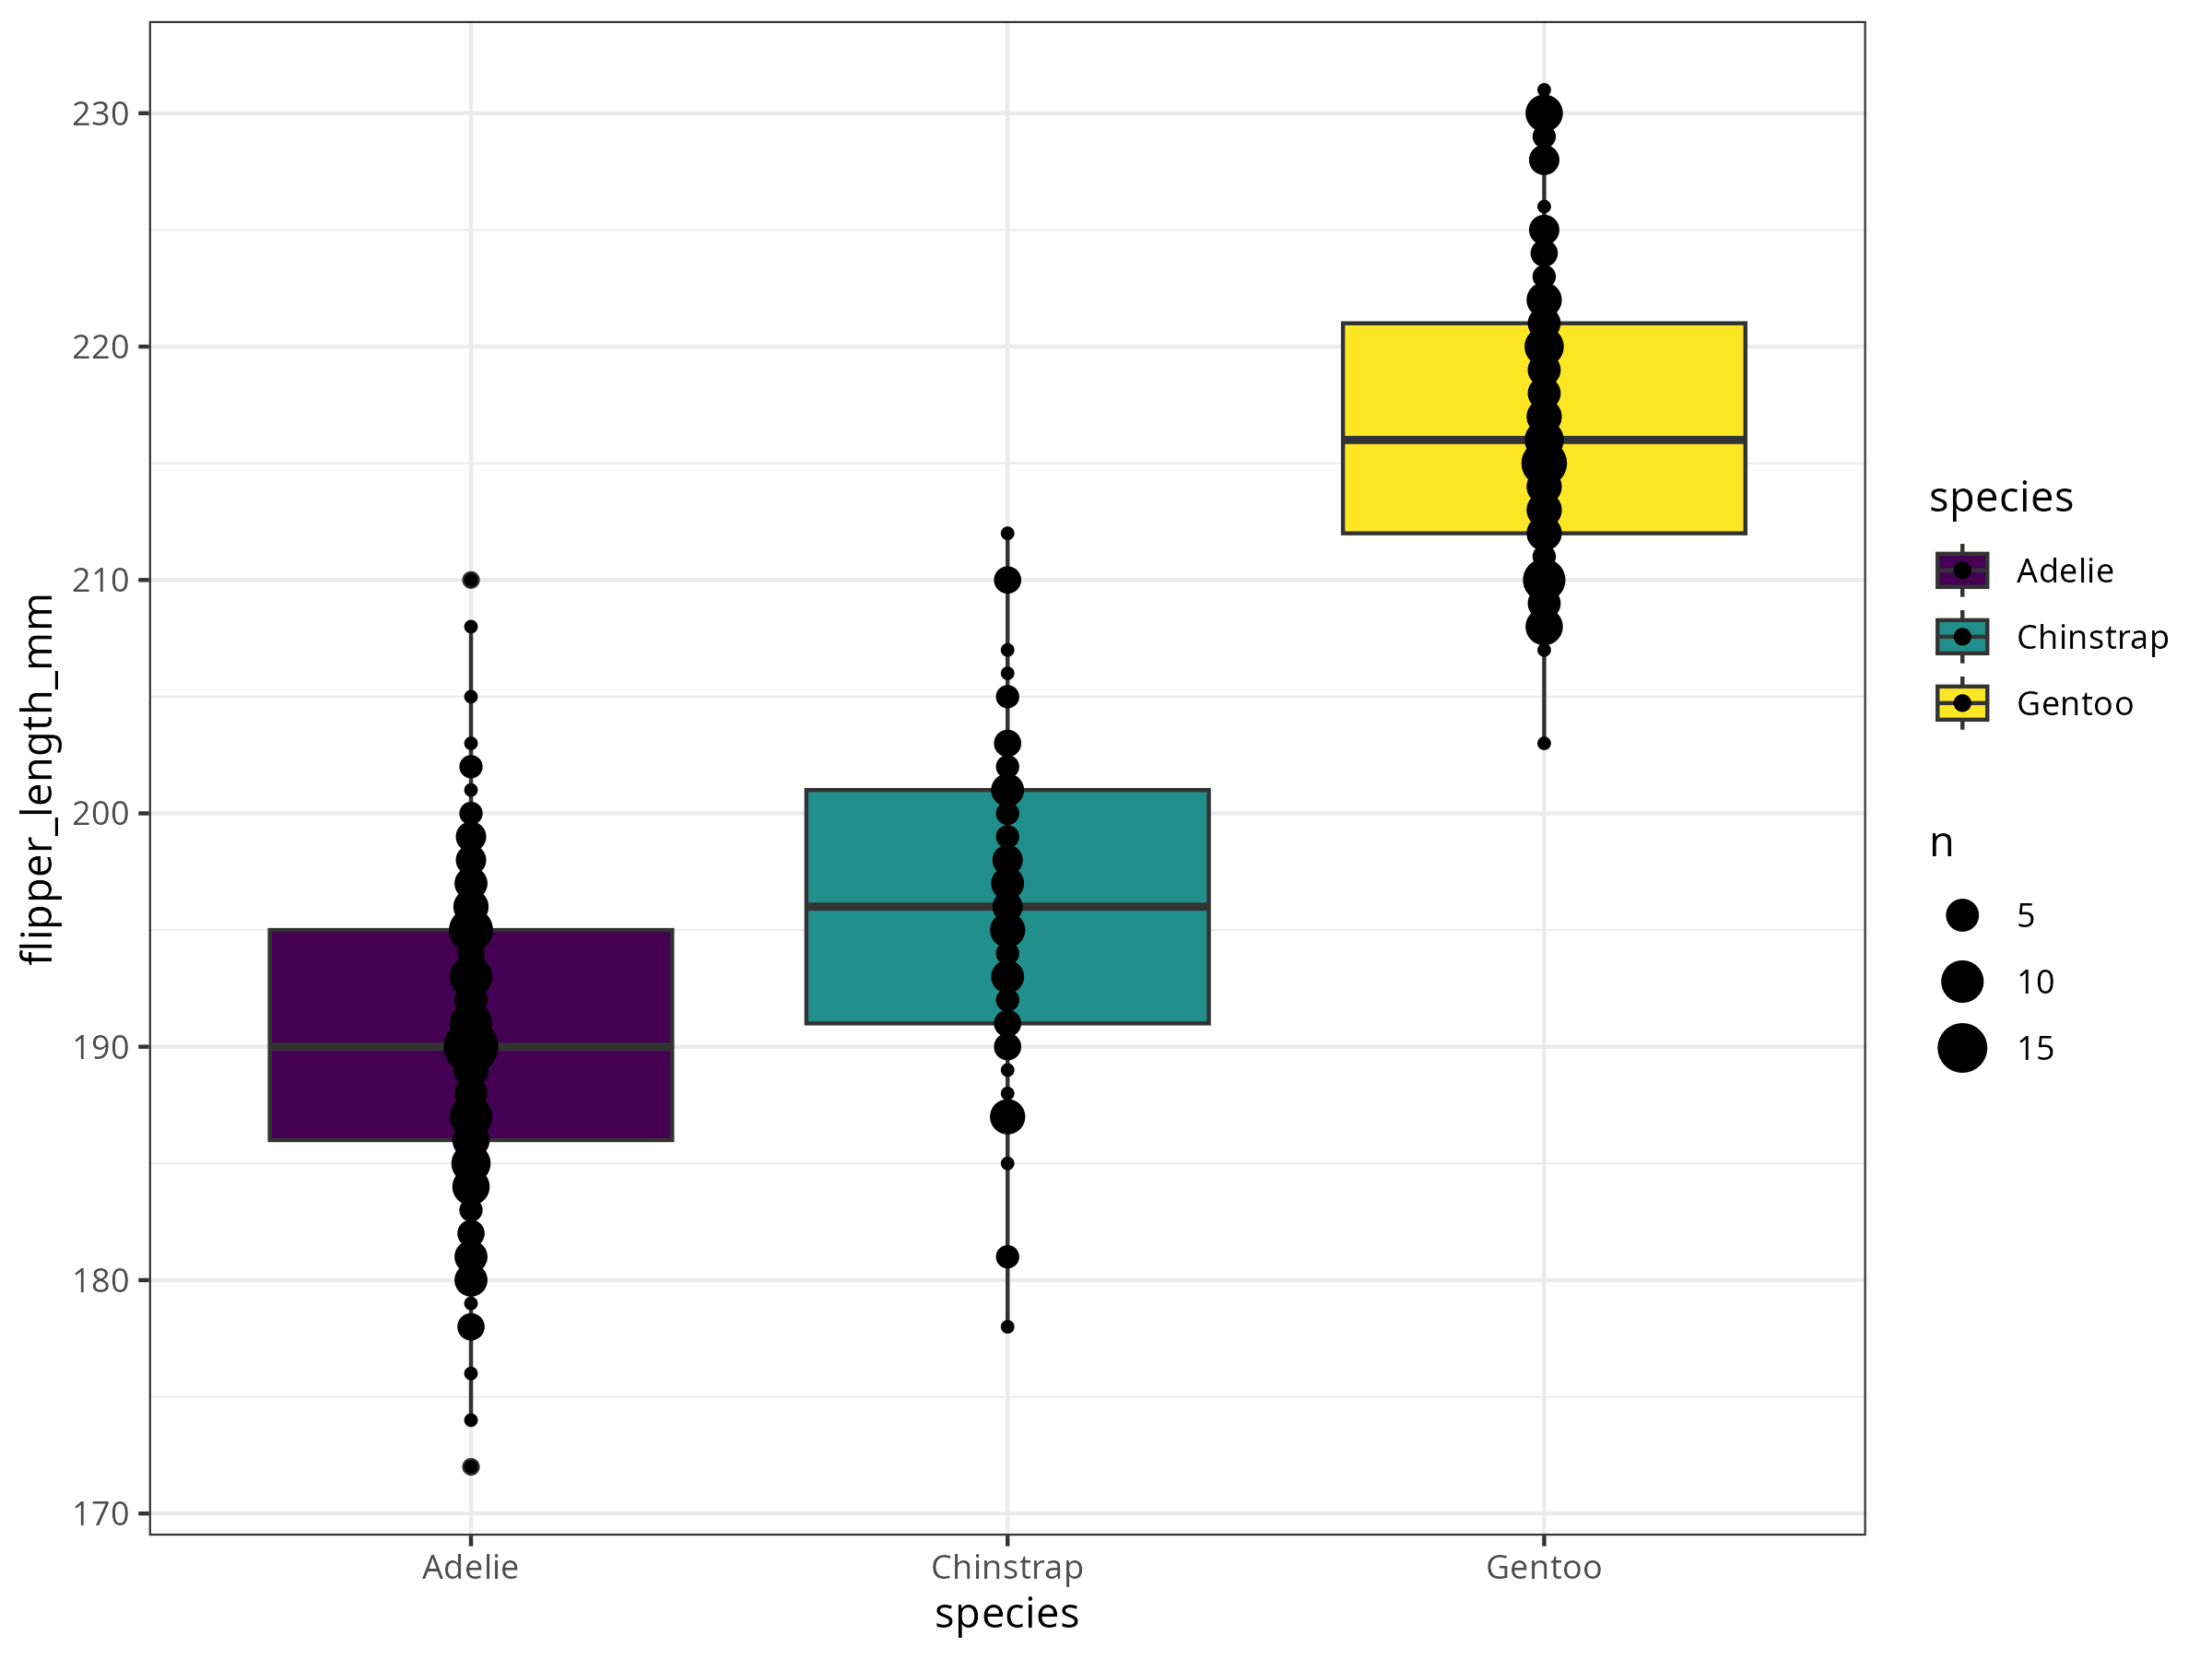 flipper_length_mm
230
220
210
200
190
180
170
Adelie
Chinstrap
Gentoo
species
species
Adelie
Chinstrap
Gentoo
n
5
10
15